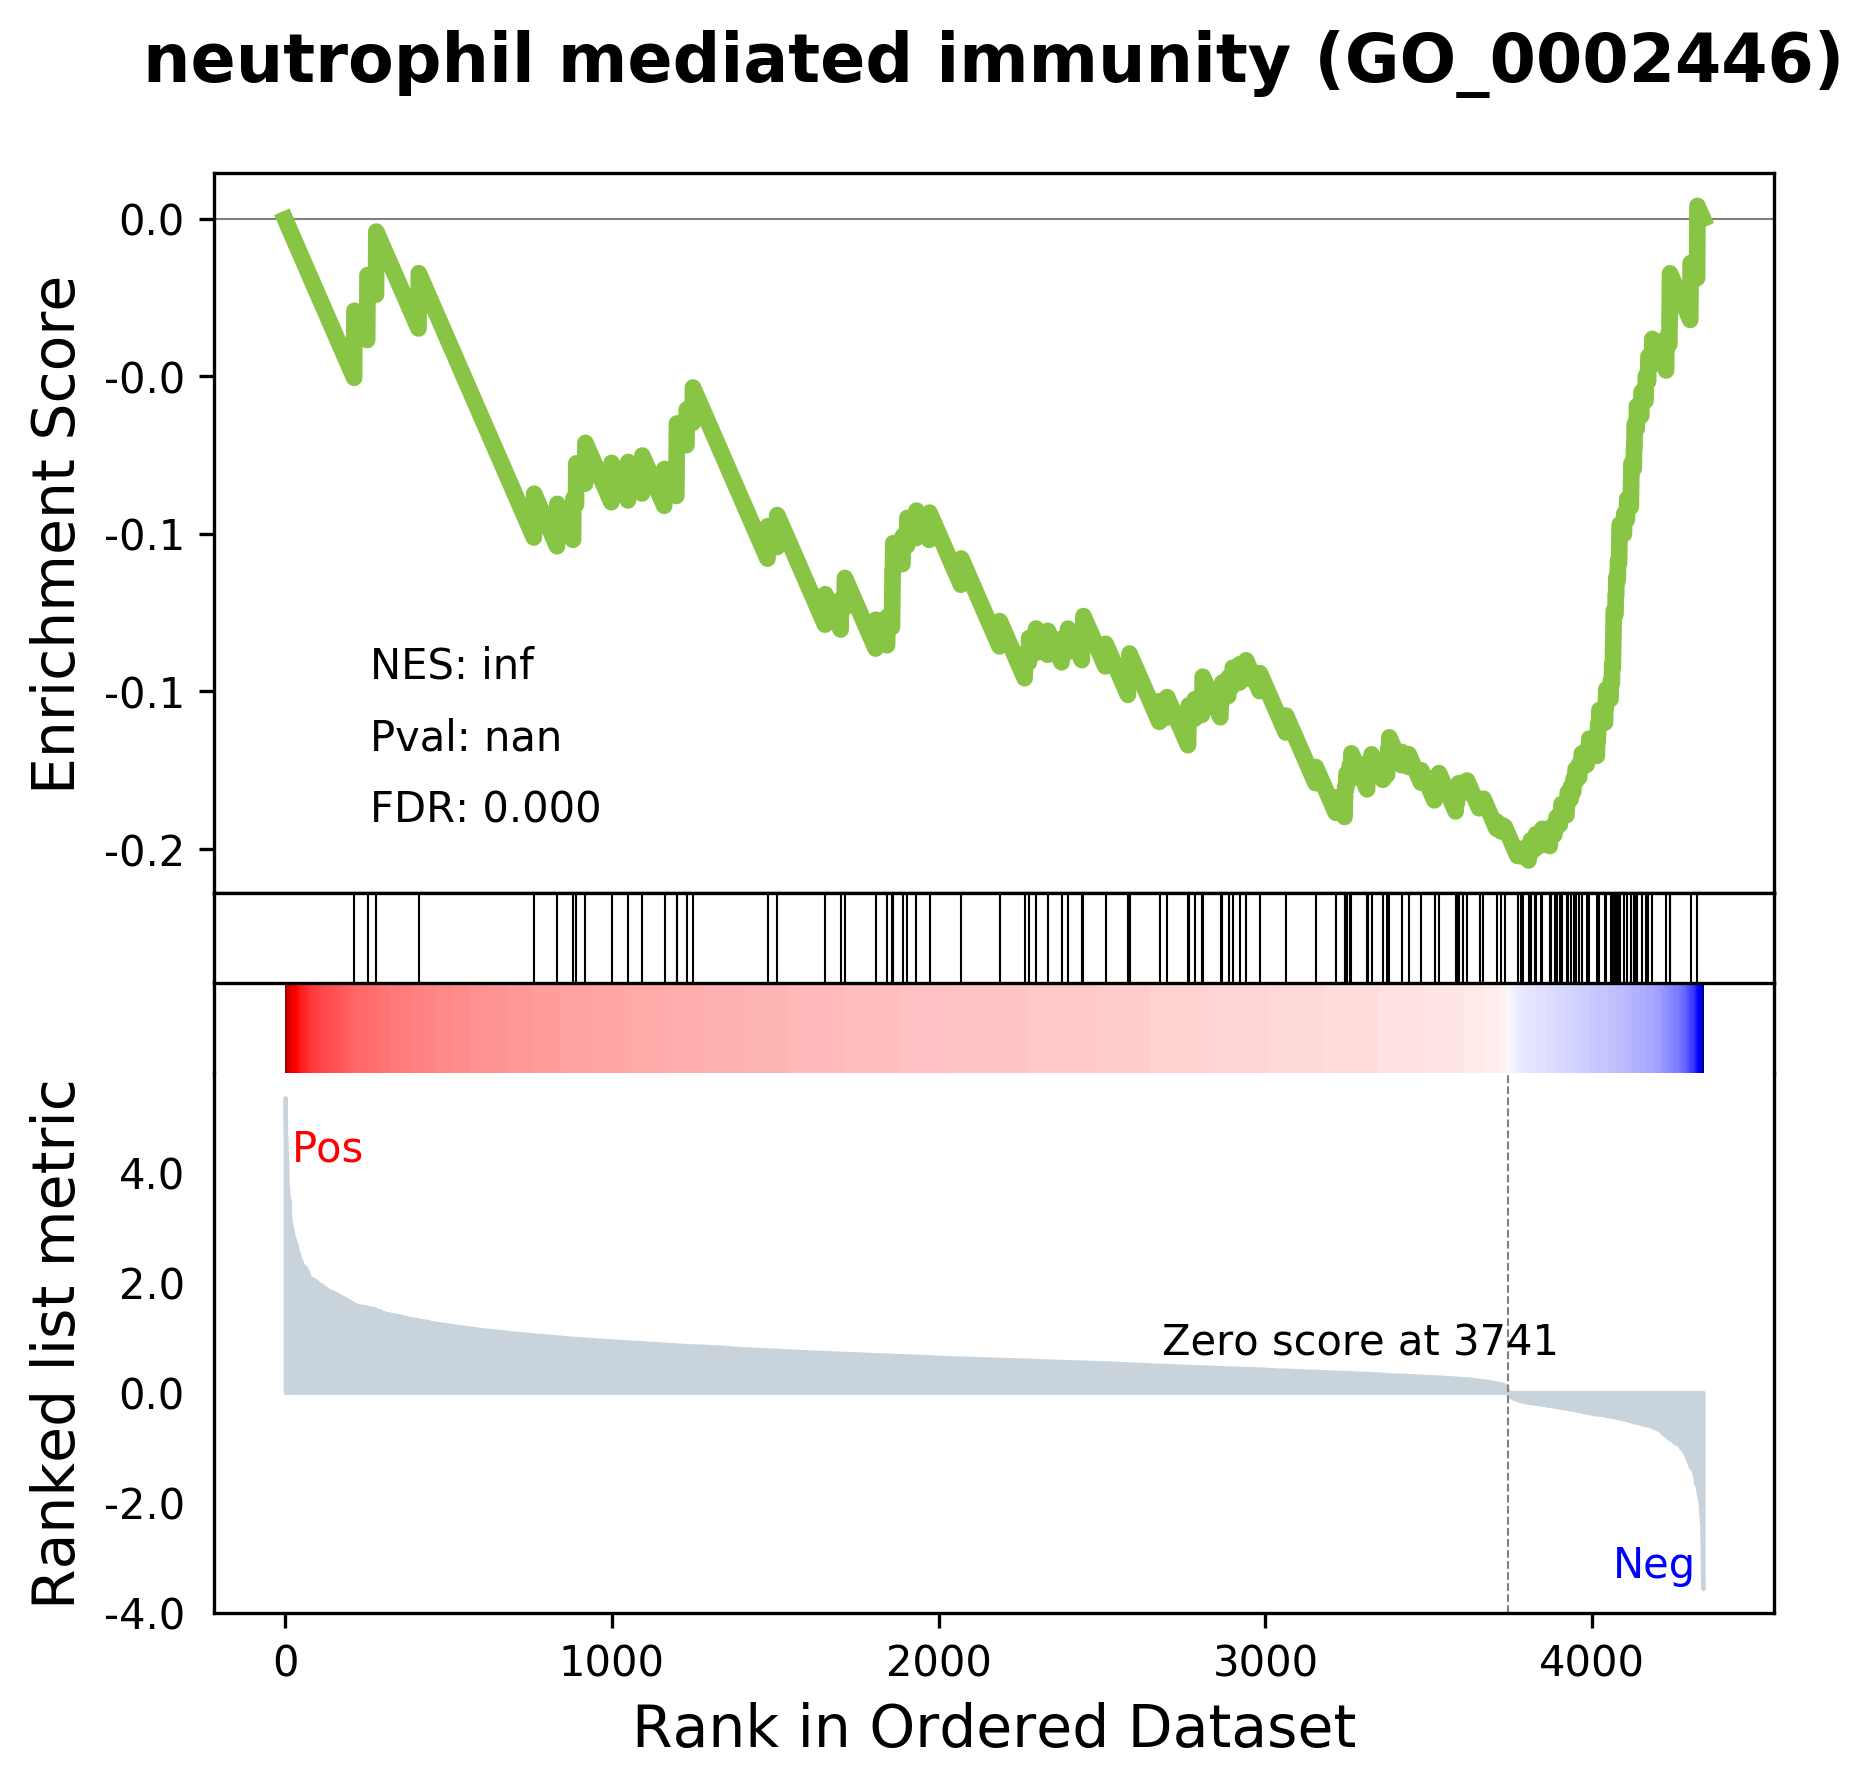 neutrophil mediated immunity (GO_0002446)
Enrichment Score
0.0
-0.0
-0.1
-0.1
-0.2
NES: inf
Pval: nan
FDR: 0.000
Ranked list metric
4.0
2.0
0.0
-2.0
-4.0
Pos
Zero score at 3741
Neg
0 1000 2000 3000 4000
Rank in Ordered Dataset